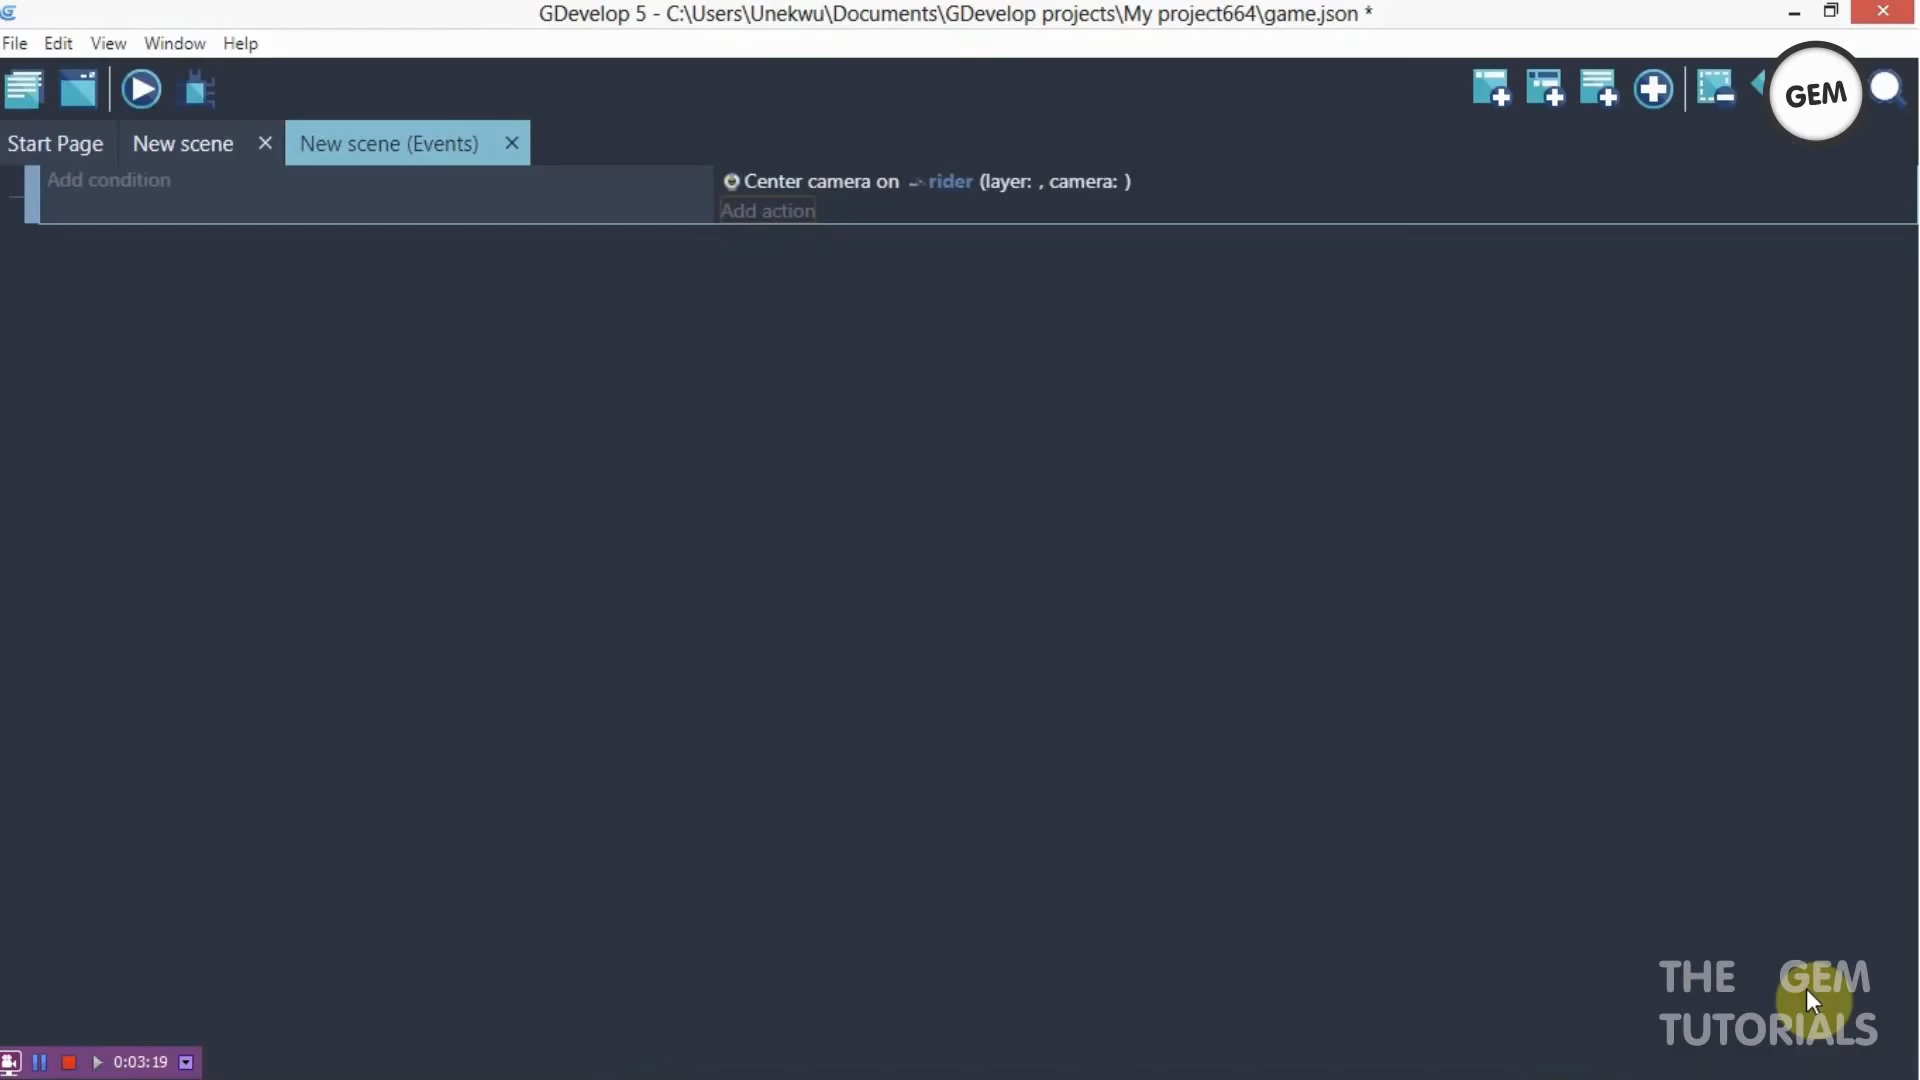 GDevelop 5 - C:\Users\Unekwu\Documents\GDevelop projects\My project664\game.json *
File Edit View Window Help
GEM
Start Page New scene New scene (Events)
Add condition
Center camera on rider (layer: , camera: )
Add action
THE GEM
TUTORIALS
0:03:19